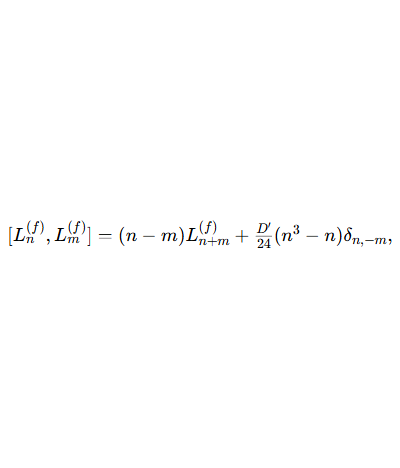 $[L_n^{(f)}, L_m^{(f)}] = (n - m)L_{n+m}^{(f)} + \frac{D'}{24}(n^3 - n)\delta_{n,-m},$